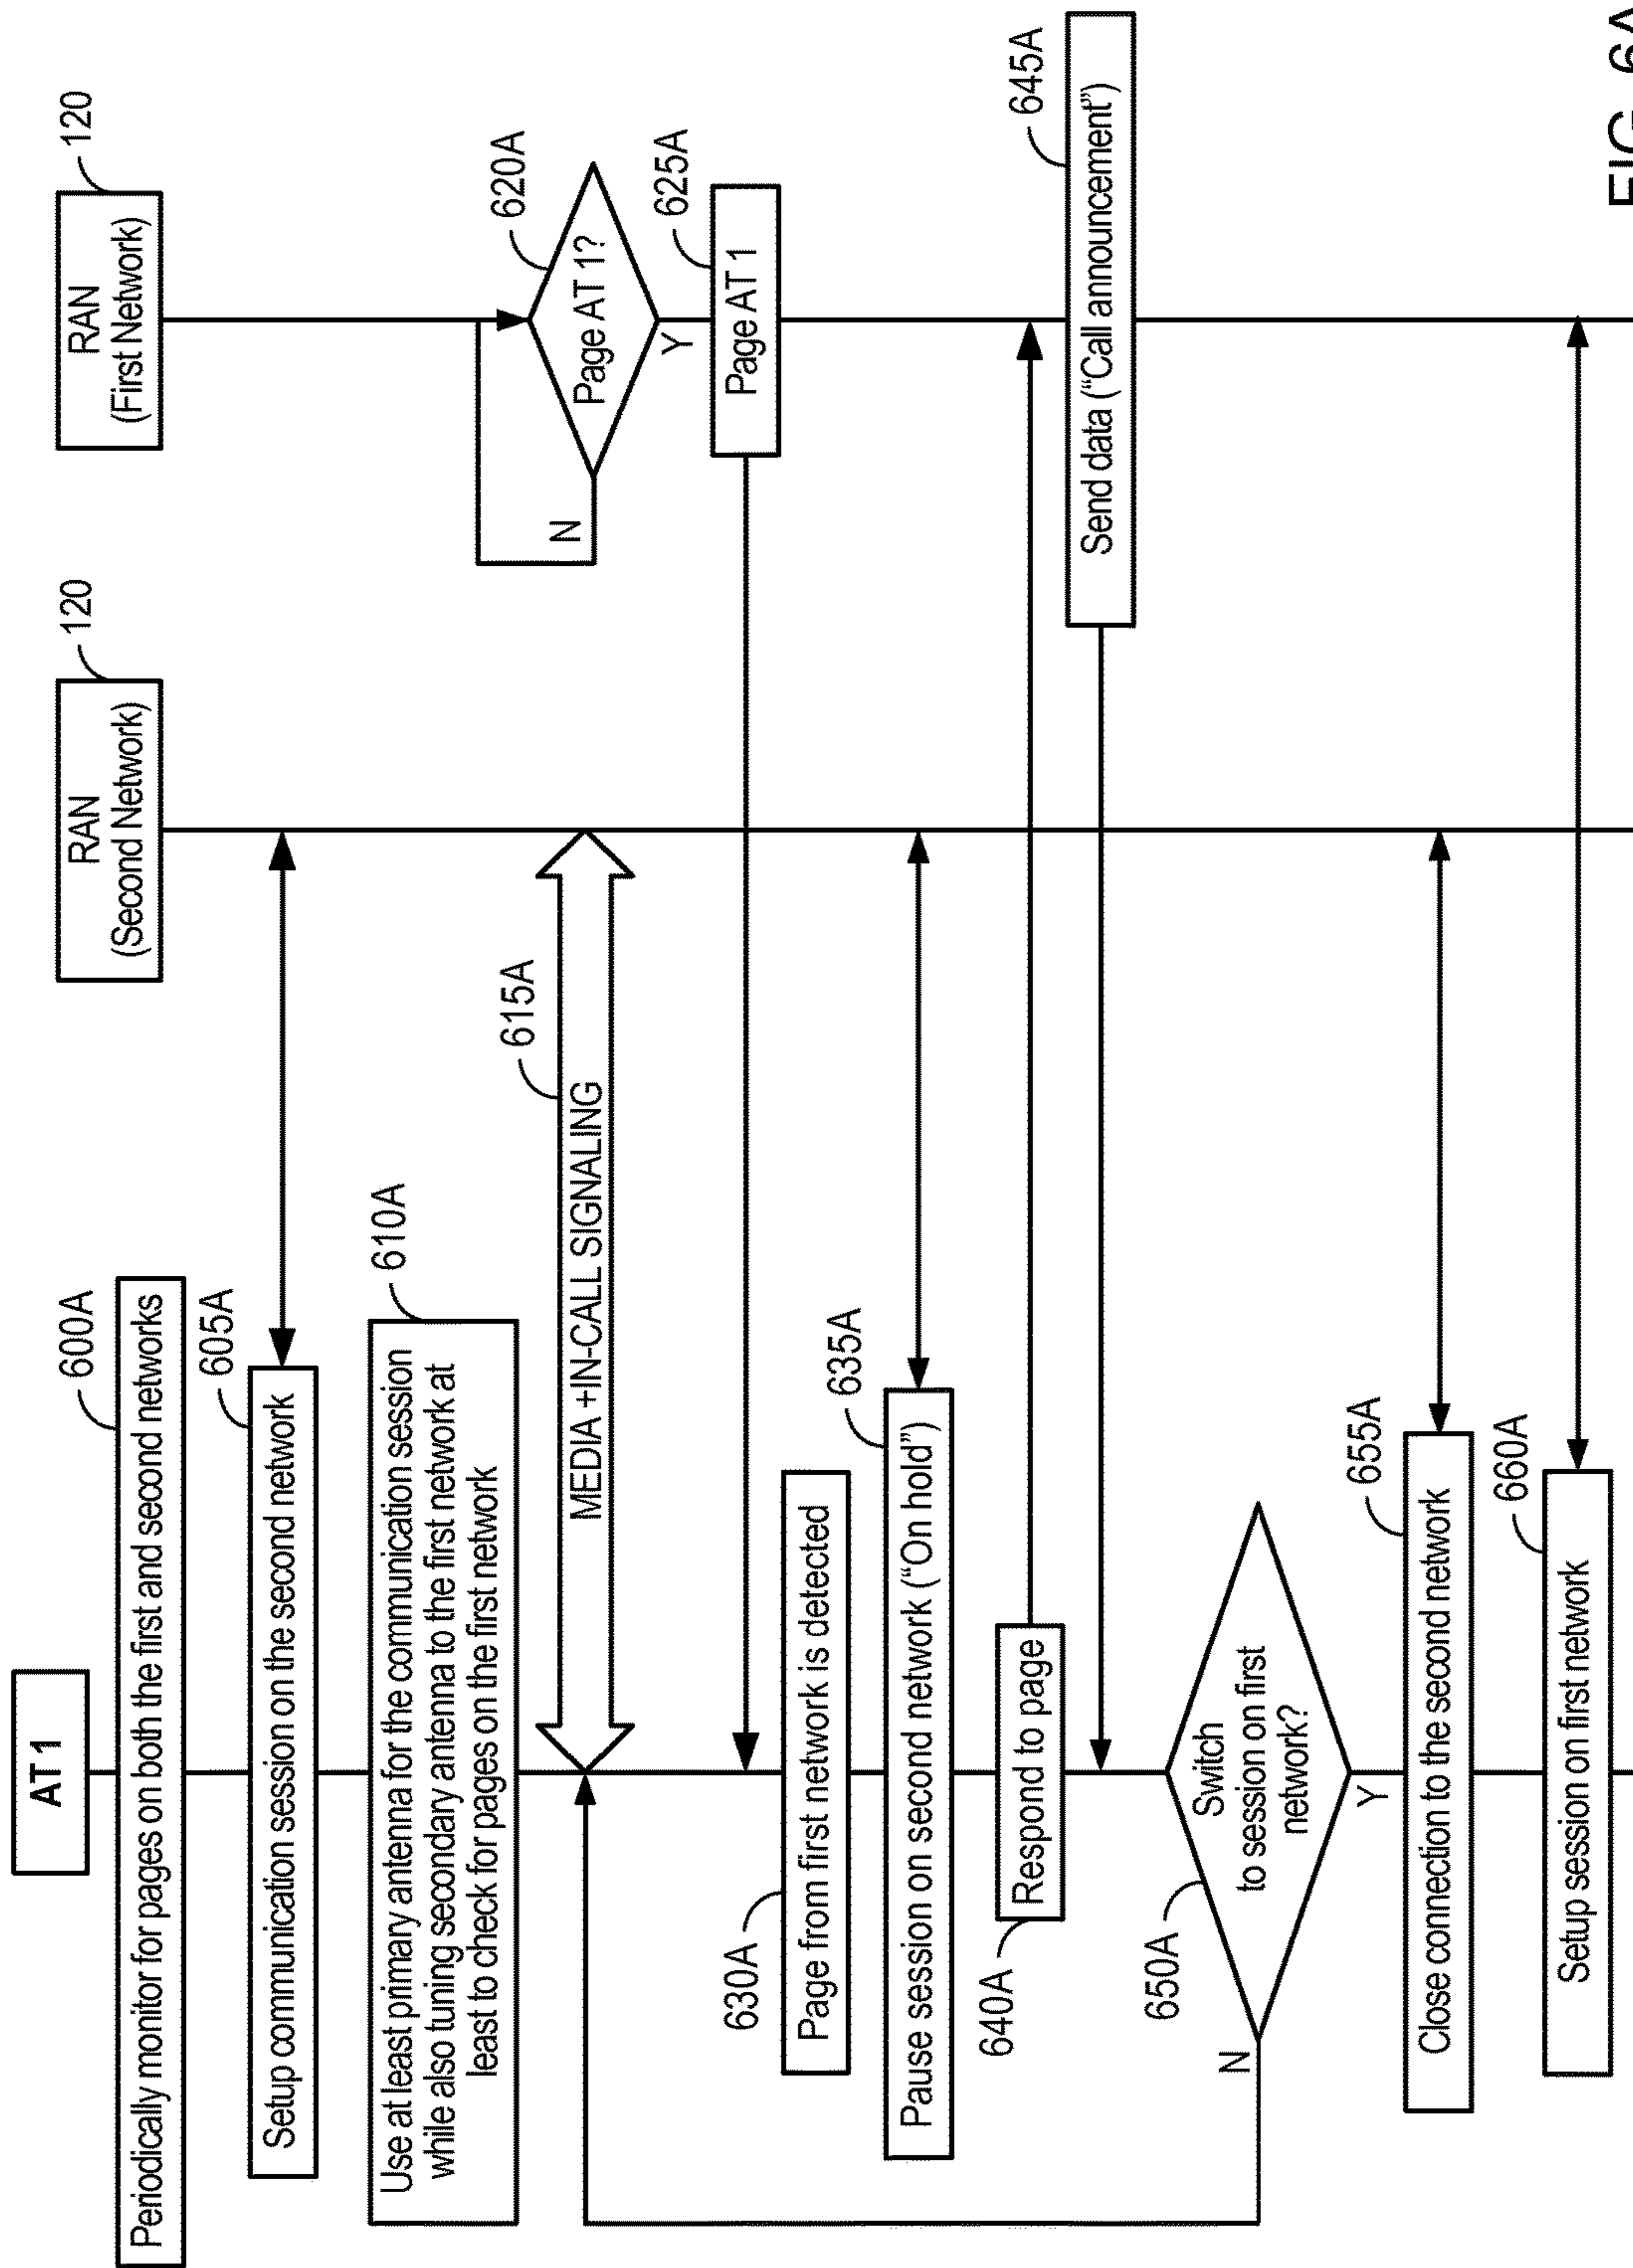 AT 1
RAN
(Second Network)
120
RAN
(First Network)
120
600A
Periodically monitor for pages on both the first and second networks
605A
Setup communication session on the second network
610A
Use at least primary antenna for the communication session
while also tuning secondary antenna to the first network at
least to check for pages on the first network
615A
MEDIA +IN-CALL SIGNALING
620A
Page AT 1?
N
Y
625A
Page AT 1
630A
Page from first network is detected
635A
Pause session on second network (“On hold”)
640A
Respond to page
645A
Send data (“Call announcement”)
650A
Switch
to session on first
network?
N
Y
655A
Close connection to the second network
660A
Setup session on first network
FIG. 6A